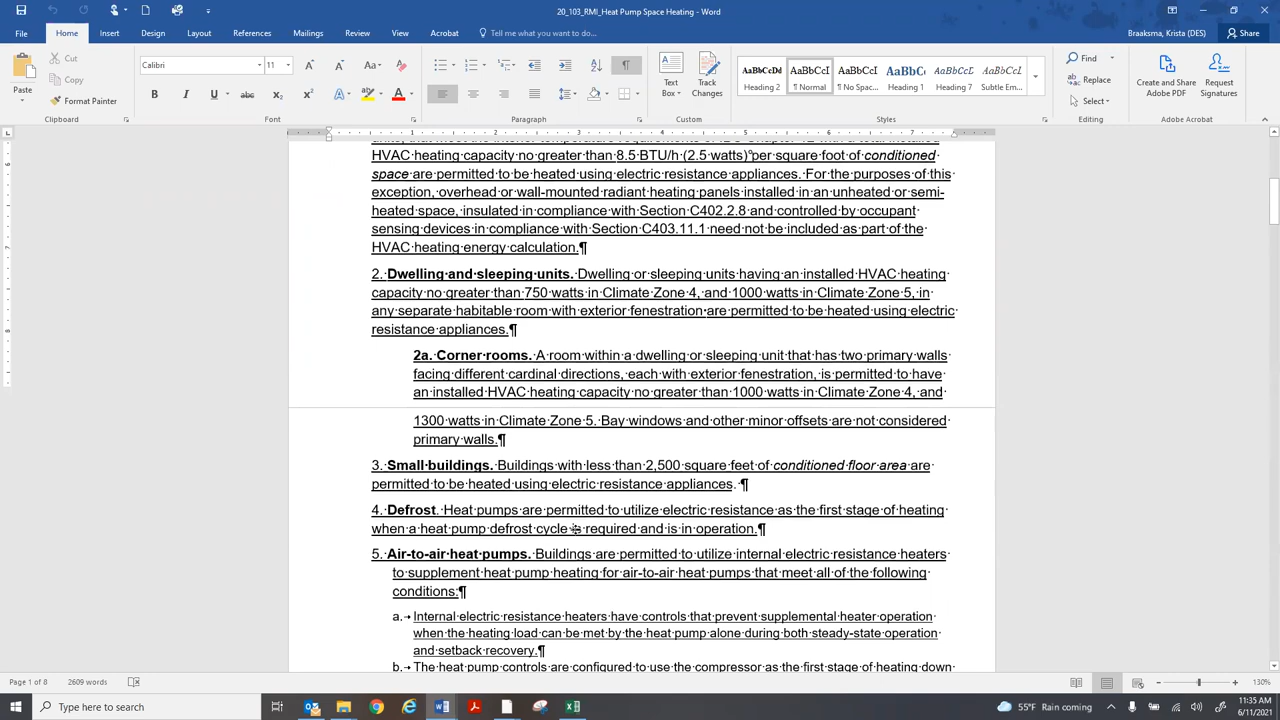 20_103_RMI_Heat Pump Space Heating - Word
Braaksma, Krista (DES)
File Home Insert Draw Design Layout References Mailings Review View Acrobat Tell me what you want to do...
Share
Paste
Cut
Copy
Format Painter
Clipboard
Calibri 11
Font
Paragraph
Text Box
Track Changes
Custom
AaBbCcDd Heading 2
AaBbCcI ¶ Normal
AaBbCcI ¶ No Spac...
AaBbC Heading 1
AaBbCcD Heading 7
AaBbCcI Subtle Em...
Styles
Find
Replace
Select
Editing
Create and Share Adobe PDF
Request Signatures
Adobe Acrobat
HVAC heating capacity no greater than 8.5 BTU/h (2.5 watts) per square foot of conditioned
space are permitted to be heated using electric resistance appliances. For the purposes of this
exception, overhead or wall-mounted radiant heating panels installed in an unheated or semi-
heated space, insulated in compliance with Section C402.2.8 and controlled by occupant
sensing devices in compliance with Section C403.11.1 need not be included as part of the
HVAC heating energy calculation.¶
2. Dwelling and sleeping units. Dwelling or sleeping units having an installed HVAC heating
capacity no greater than 750 watts in Climate Zone 4, and 1000 watts in Climate Zone 5, in
any separate habitable room with exterior fenestration are permitted to be heated using electric
resistance appliances.¶
2a. Corner rooms. A room within a dwelling or sleeping unit that has two primary walls
facing different cardinal directions, each with exterior fenestration, is permitted to have
an installed HVAC heating capacity no greater than 1000 watts in Climate Zone 4, and
1300 watts in Climate Zone 5. Bay windows and other minor offsets are not considered
primary walls.¶
3. Small buildings. Buildings with less than 2,500 square feet of conditioned floor area are
permitted to be heated using electric resistance appliances. ¶
4. Defrost. Heat pumps are permitted to utilize electric resistance as the first stage of heating
when a heat pump defrost cycle is required and is in operation.¶
5. Air-to-air heat pumps. Buildings are permitted to utilize internal electric resistance heaters
to supplement heat pump heating for air-to-air heat pumps that meet all of the following
conditions:¶
a. Internal electric resistance heaters have controls that prevent supplemental heater operation
when the heating load can be met by the heat pump alone during both steady-state operation
and setback recovery.¶
b. The heat pump controls are configured to use the compressor as the first stage of heating down
Page 1 of 8 2609 words
130%
Type here to search
55°F Raining now
11:35 AM
6/11/2021